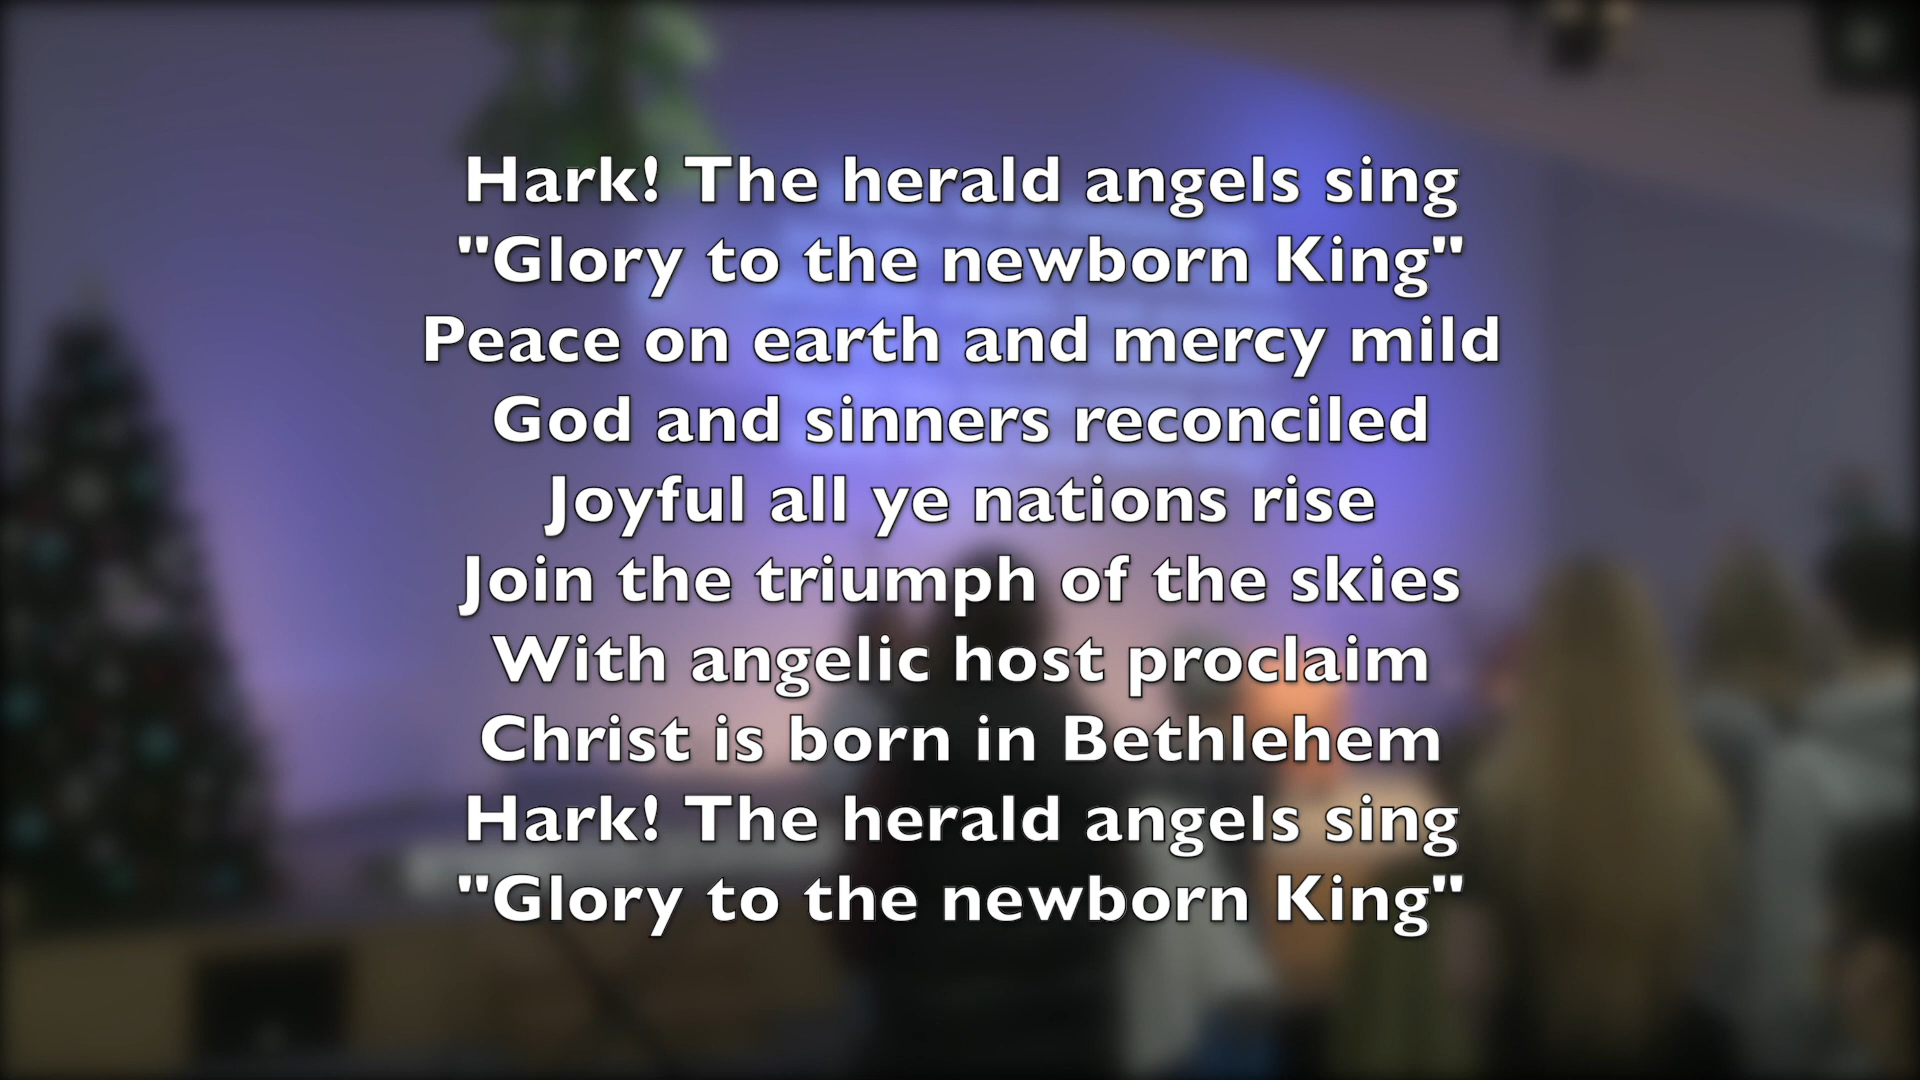 Hark! The herald angels sing
"Glory to the newborn King"
Peace on earth and mercy mild
God and sinners reconciled
Joyful all ye nations rise
Join the triumph of the skies
With angelic host proclaim
Christ is born in Bethlehem
Hark! The herald angels sing
"Glory to the newborn King"